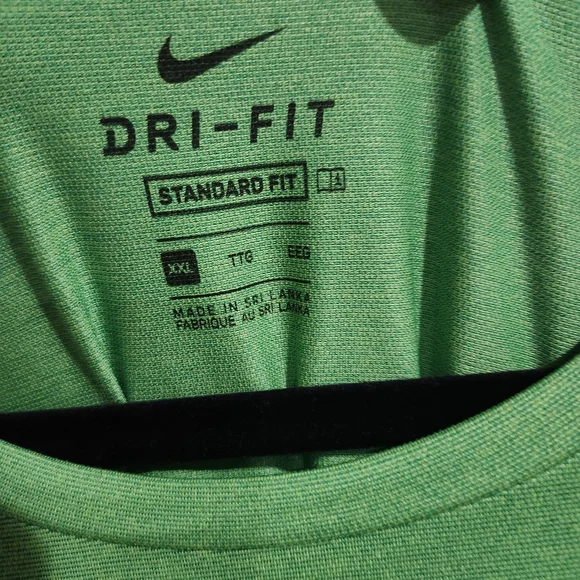 DRI-FIT
STANDARD FIT
XXL TTG EEG
MADE IN SRI LANKA
FABRIQUE AU SRI LANKA